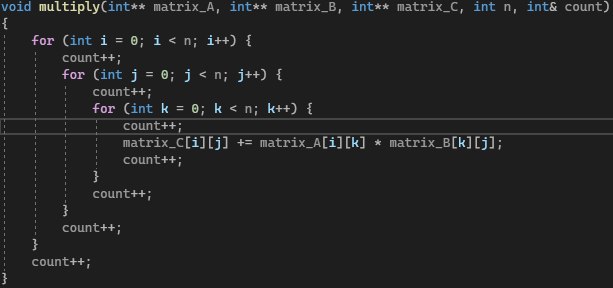 void multiply(int** matrix_A, int** matrix_B, int** matrix_C, int n, int& count)
{
    for (int i = 0; i < n; i++) {
        count++;
        for (int j = 0; j < n; j++) {
            count++;
            for (int k = 0; k < n; k++) {
                count++;
                matrix_C[i][j] += matrix_A[i][k] * matrix_B[k][j];
                count++;
            }
            count++;
        }
        count++;
    }
    count++;
}